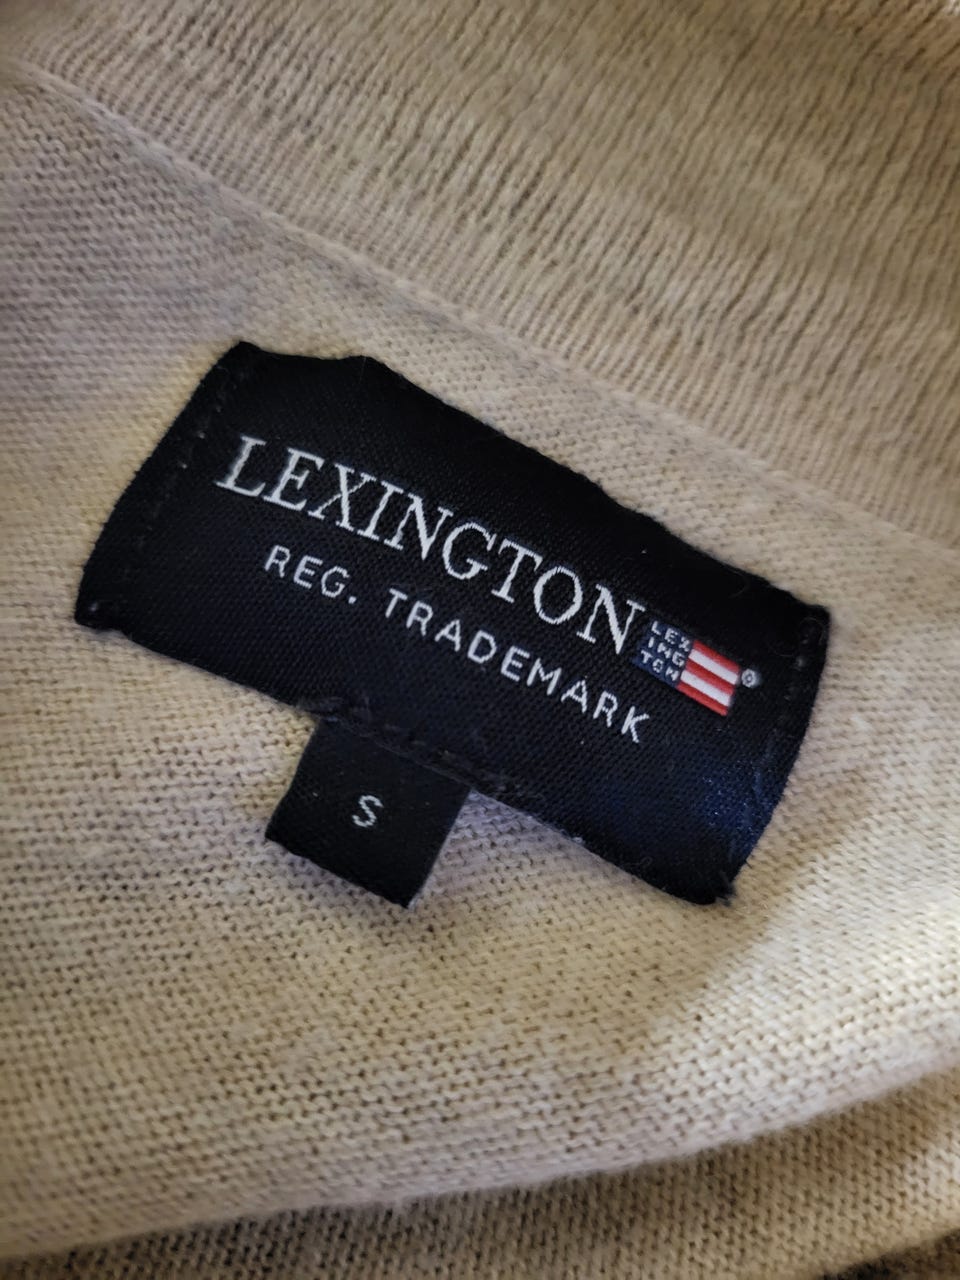 LEXINGTON
LEX
ING
TON
®
REG. TRADEMARK
S